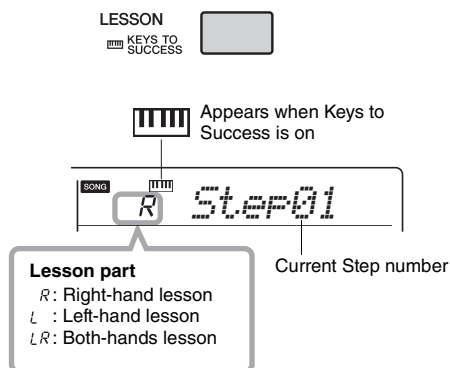 LESSON
KEYS TO
SUCCESS
Appears when Keys to
Success is on
SONG
R Step01
Current Step number
Lesson part
R: Right-hand lesson
L : Left-hand lesson
LR: Both-hands lesson